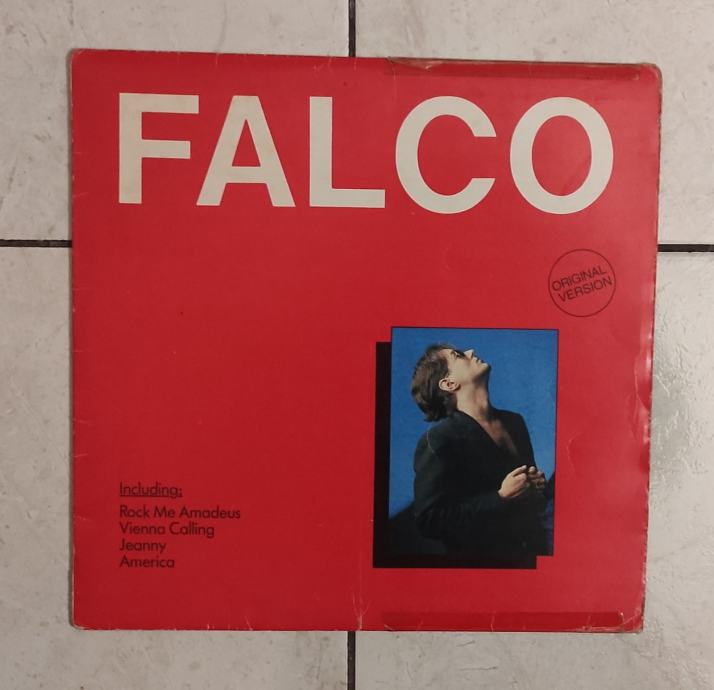 FALCO
ORIGINAL
VERSION
Including:
Rock Me Amadeus
Vienna Calling
Jeanny
America